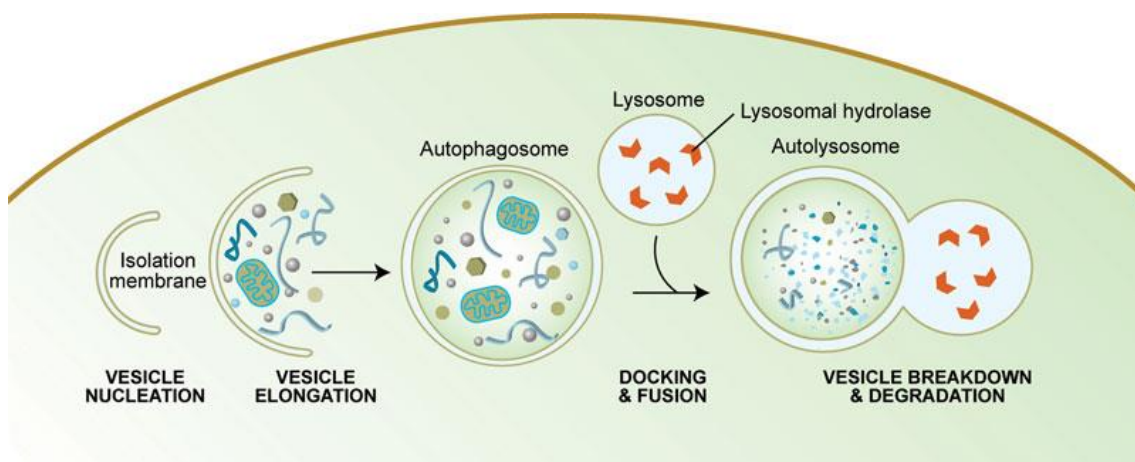 Lysosome
Lysosomal hydrolase
Autophagosome
Autolysosome
Isolation
membrane
VESICLE
NUCLEATION
VESICLE
ELONGATION
DOCKING
& FUSION
VESICLE BREAKDOWN
& DEGRADATION